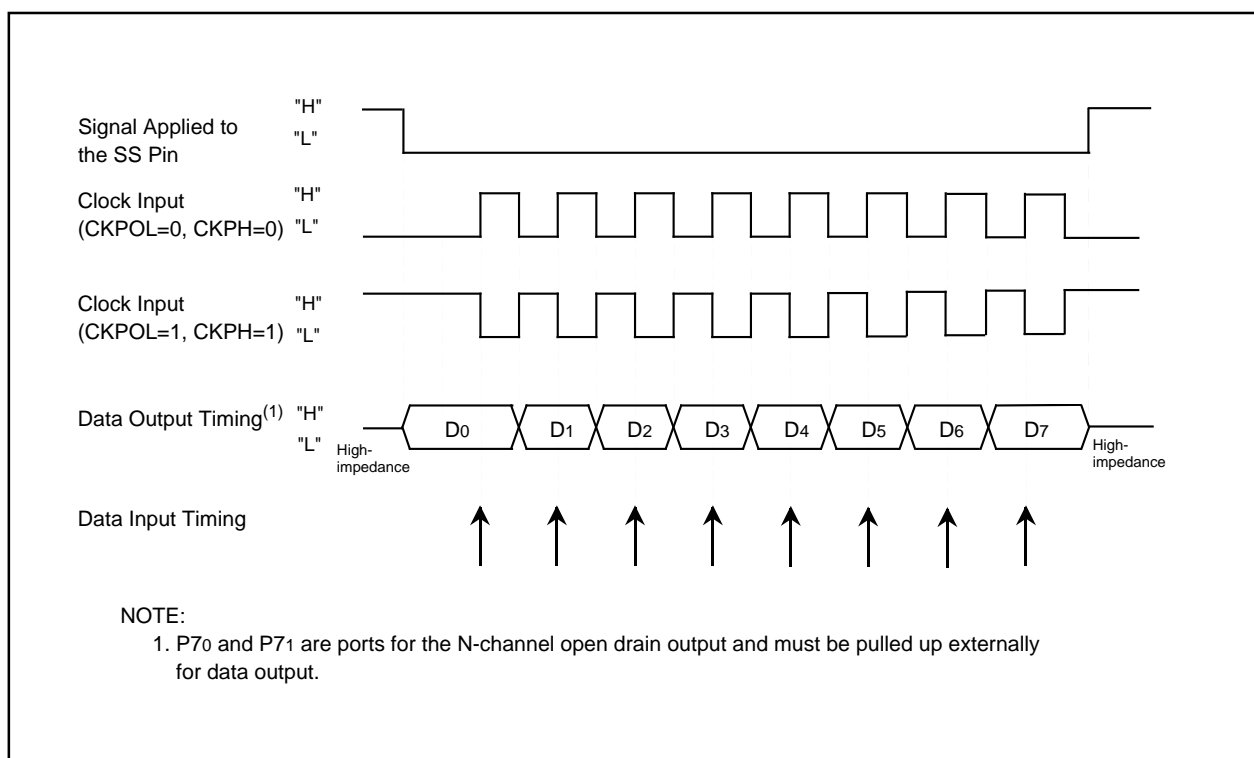 Signal Applied to
the SS Pin
"H"
"L"
Clock Input
(CKPOL=0, CKPH=0)
"H"
"L"
Clock Input
(CKPOL=1, CKPH=1)
"H"
"L"
Data Output Timing(1)
"H"
"L"
High-
impedance
D0 D1 D2 D3 D4 D5 D6 D7
High-
impedance
Data Input Timing
NOTE:
1. P70 and P71 are ports for the N-channel open drain output and must be pulled up externally
for data output.